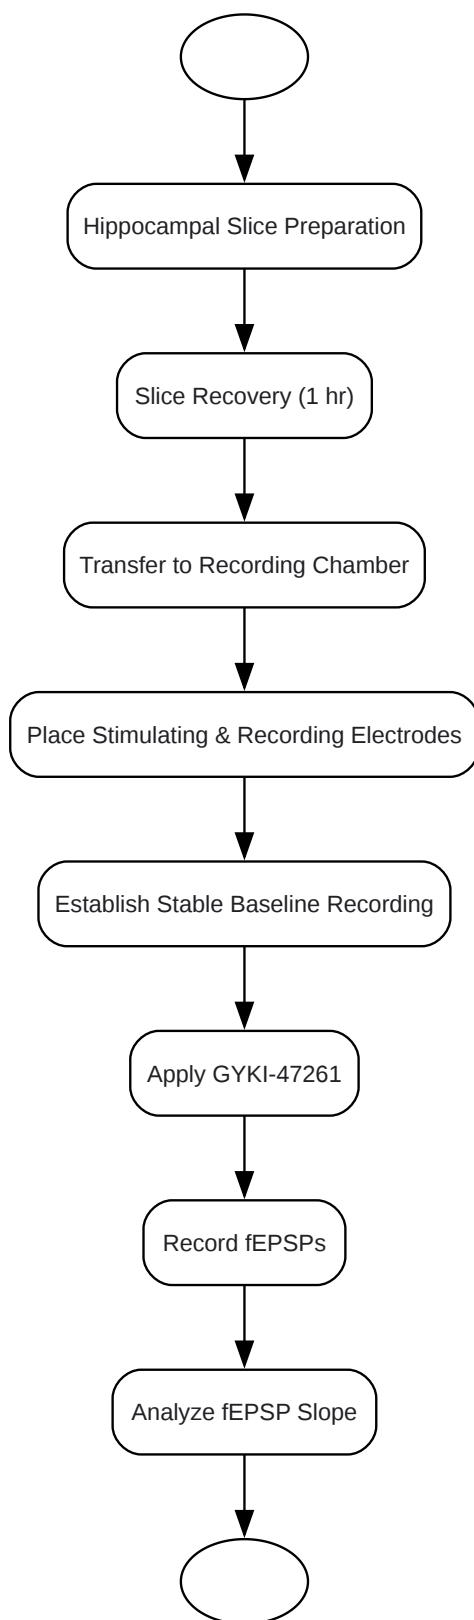 Hippocampal Slice Preparation
Slice Recovery (1 hr)
Transfer to Recording Chamber
Place Stimulating & Recording Electrodes
Establish Stable Baseline Recording
Apply GYKI-47261
Record fEPSPs
Analyze fEPSP Slope